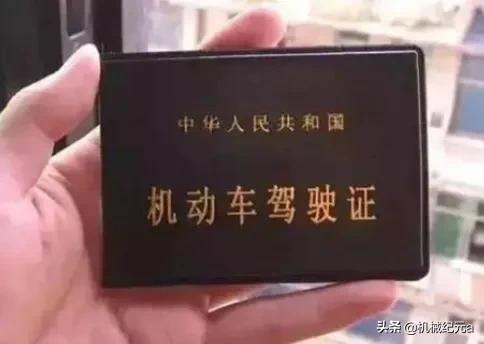 中华人民共和国
机动车驾驶证
头条 @机械纪元a